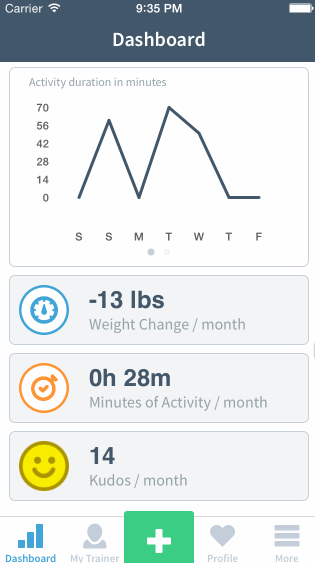 Carrier 9:35 PM
Dashboard
Activity duration in minutes
70
56
42
28
14
0
S S M T W T F
-13 lbs
Weight Change / month
0h 28m
Minutes of Activity / month
14
Kudos / month
Dashboard My Trainer Profile More